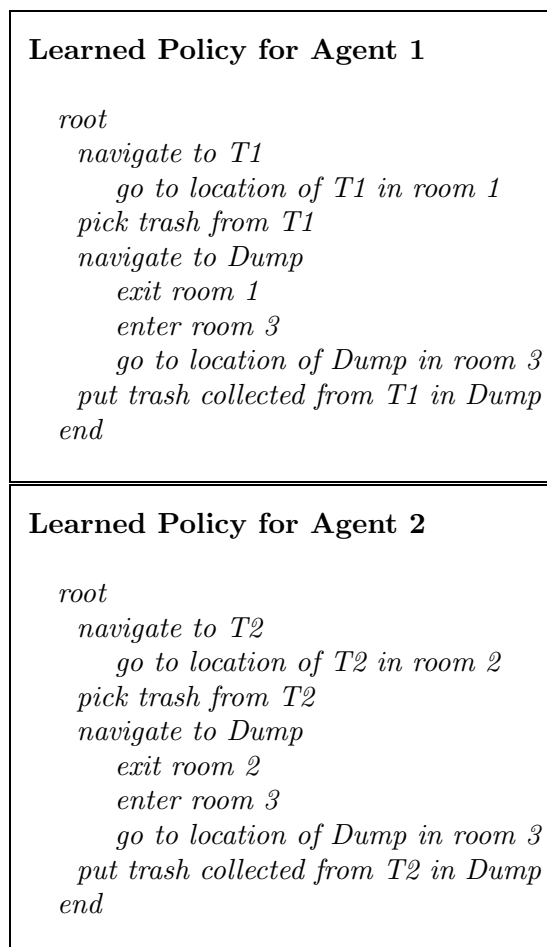 Learned Policy for Agent 1
root
navigate to T1
go to location of T1 in room 1
pick trash from T1
navigate to Dump
exit room 1
enter room 3
go to location of Dump in room 3
put trash collected from T1 in Dump
end
Learned Policy for Agent 2
root
navigate to T2
go to location of T2 in room 2
pick trash from T2
navigate to Dump
exit room 2
enter room 3
go to location of Dump in room 3
put trash collected from T2 in Dump
end